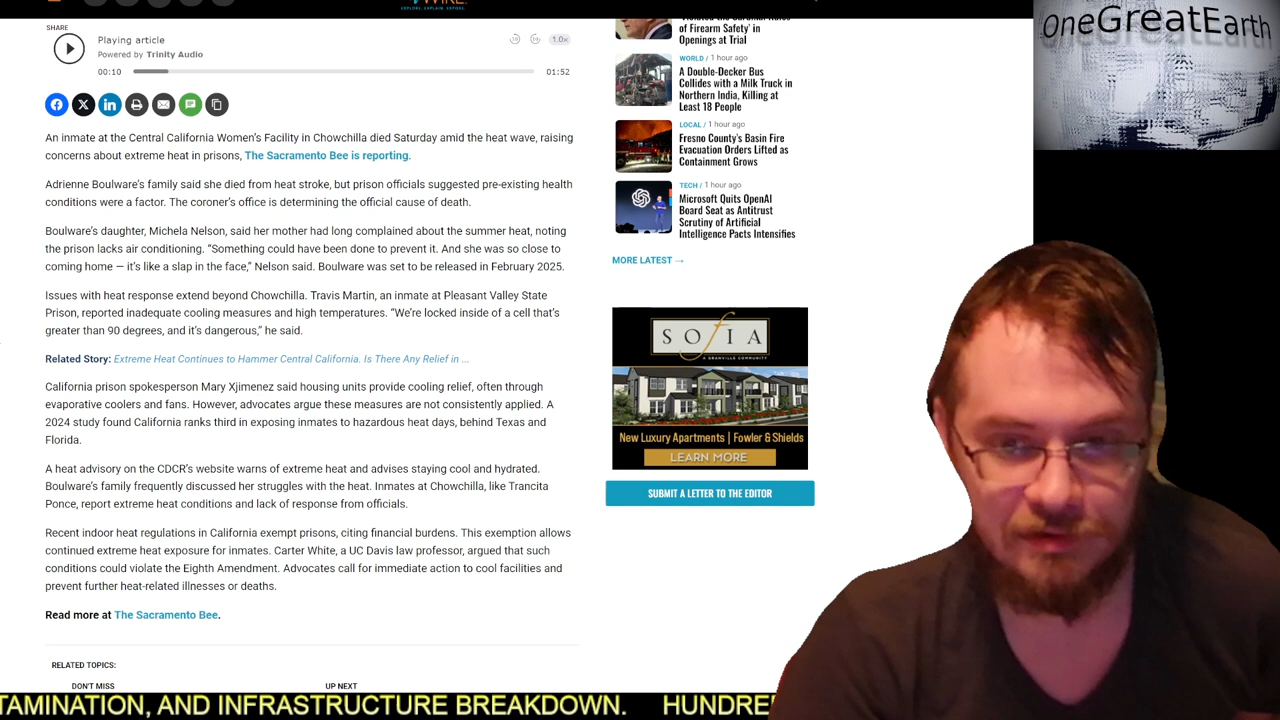 WIRE.
EXPLORE. EXPLAIN. EXPOSE.
SHARE
Playing article
Powered by Trinity Audio
1.0x
00:10
01:52
An inmate at the Central California Women's Facility in Chowchilla died Saturday amid the heat wave, raising
concerns about extreme heat in prisons, The Sacramento Bee is reporting.
Adrienne Boulware's family said she died from heat stroke, but prison officials suggested pre-existing health
conditions were a factor. The coroner's office is determining the official cause of death.
Boulware's daughter, Michela Nelson, said her mother had long complained about the summer heat, noting
the prison lacks air conditioning. “Something could have been done to prevent it. And she was so close to
coming home — it's like a slap in the face,” Nelson said. Boulware was set to be released in February 2025.
Issues with heat response extend beyond Chowchilla. Travis Martin, an inmate at Pleasant Valley State
Prison, reported inadequate cooling measures and high temperatures. “We're locked inside of a cell that's
greater than 90 degrees, and it's dangerous,” he said.
Related Story: Extreme Heat Continues to Hammer Central California. Is There Any Relief in ...
California prison spokesperson Mary Xjimenez said housing units provide cooling relief, often through
evaporative coolers and fans. However, advocates argue these measures are not consistently applied. A
2024 study found California ranks third in exposing inmates to hazardous heat days, behind Texas and
Florida.
A heat advisory on the CDCR's website warns of extreme heat and advises staying cool and hydrated.
Boulware's family frequently discussed her struggles with the heat. Inmates at Chowchilla, like Trancita
Ponce, report extreme heat conditions and lack of response from officials.
Recent indoor heat regulations in California exempt prisons, citing financial burdens. This exemption allows
continued extreme heat exposure for inmates. Carter White, a UC Davis law professor, argued that such
conditions could violate the Eighth Amendment. Advocates call for immediate action to cool facilities and
prevent further heat-related illnesses or deaths.
Read more at The Sacramento Bee.
RELATED TOPICS:
DON'T MISS
UP NEXT
of Firearm Safety' in
Openings at Trial
WORLD / 1 hour ago
A Double-Decker Bus
Collides with a Milk Truck in
Northern India, Killing at
Least 18 People
LOCAL / 1 hour ago
Fresno County's Basin Fire
Evacuation Orders Lifted as
Containment Grows
TECH / 1 hour ago
Microsoft Quits OpenAI
Board Seat as Antitrust
Scrutiny of Artificial
Intelligence Pacts Intensifies
MORE LATEST →
SOfIA
A GRANVILLE COMMUNITY
New Luxury Apartments | Fowler & Shields
LEARN MORE
SUBMIT A LETTER TO THE EDITOR
OneGreatEarth
TAMINATION, AND INFRASTRUCTURE BREAKDOWN. HUNDRE